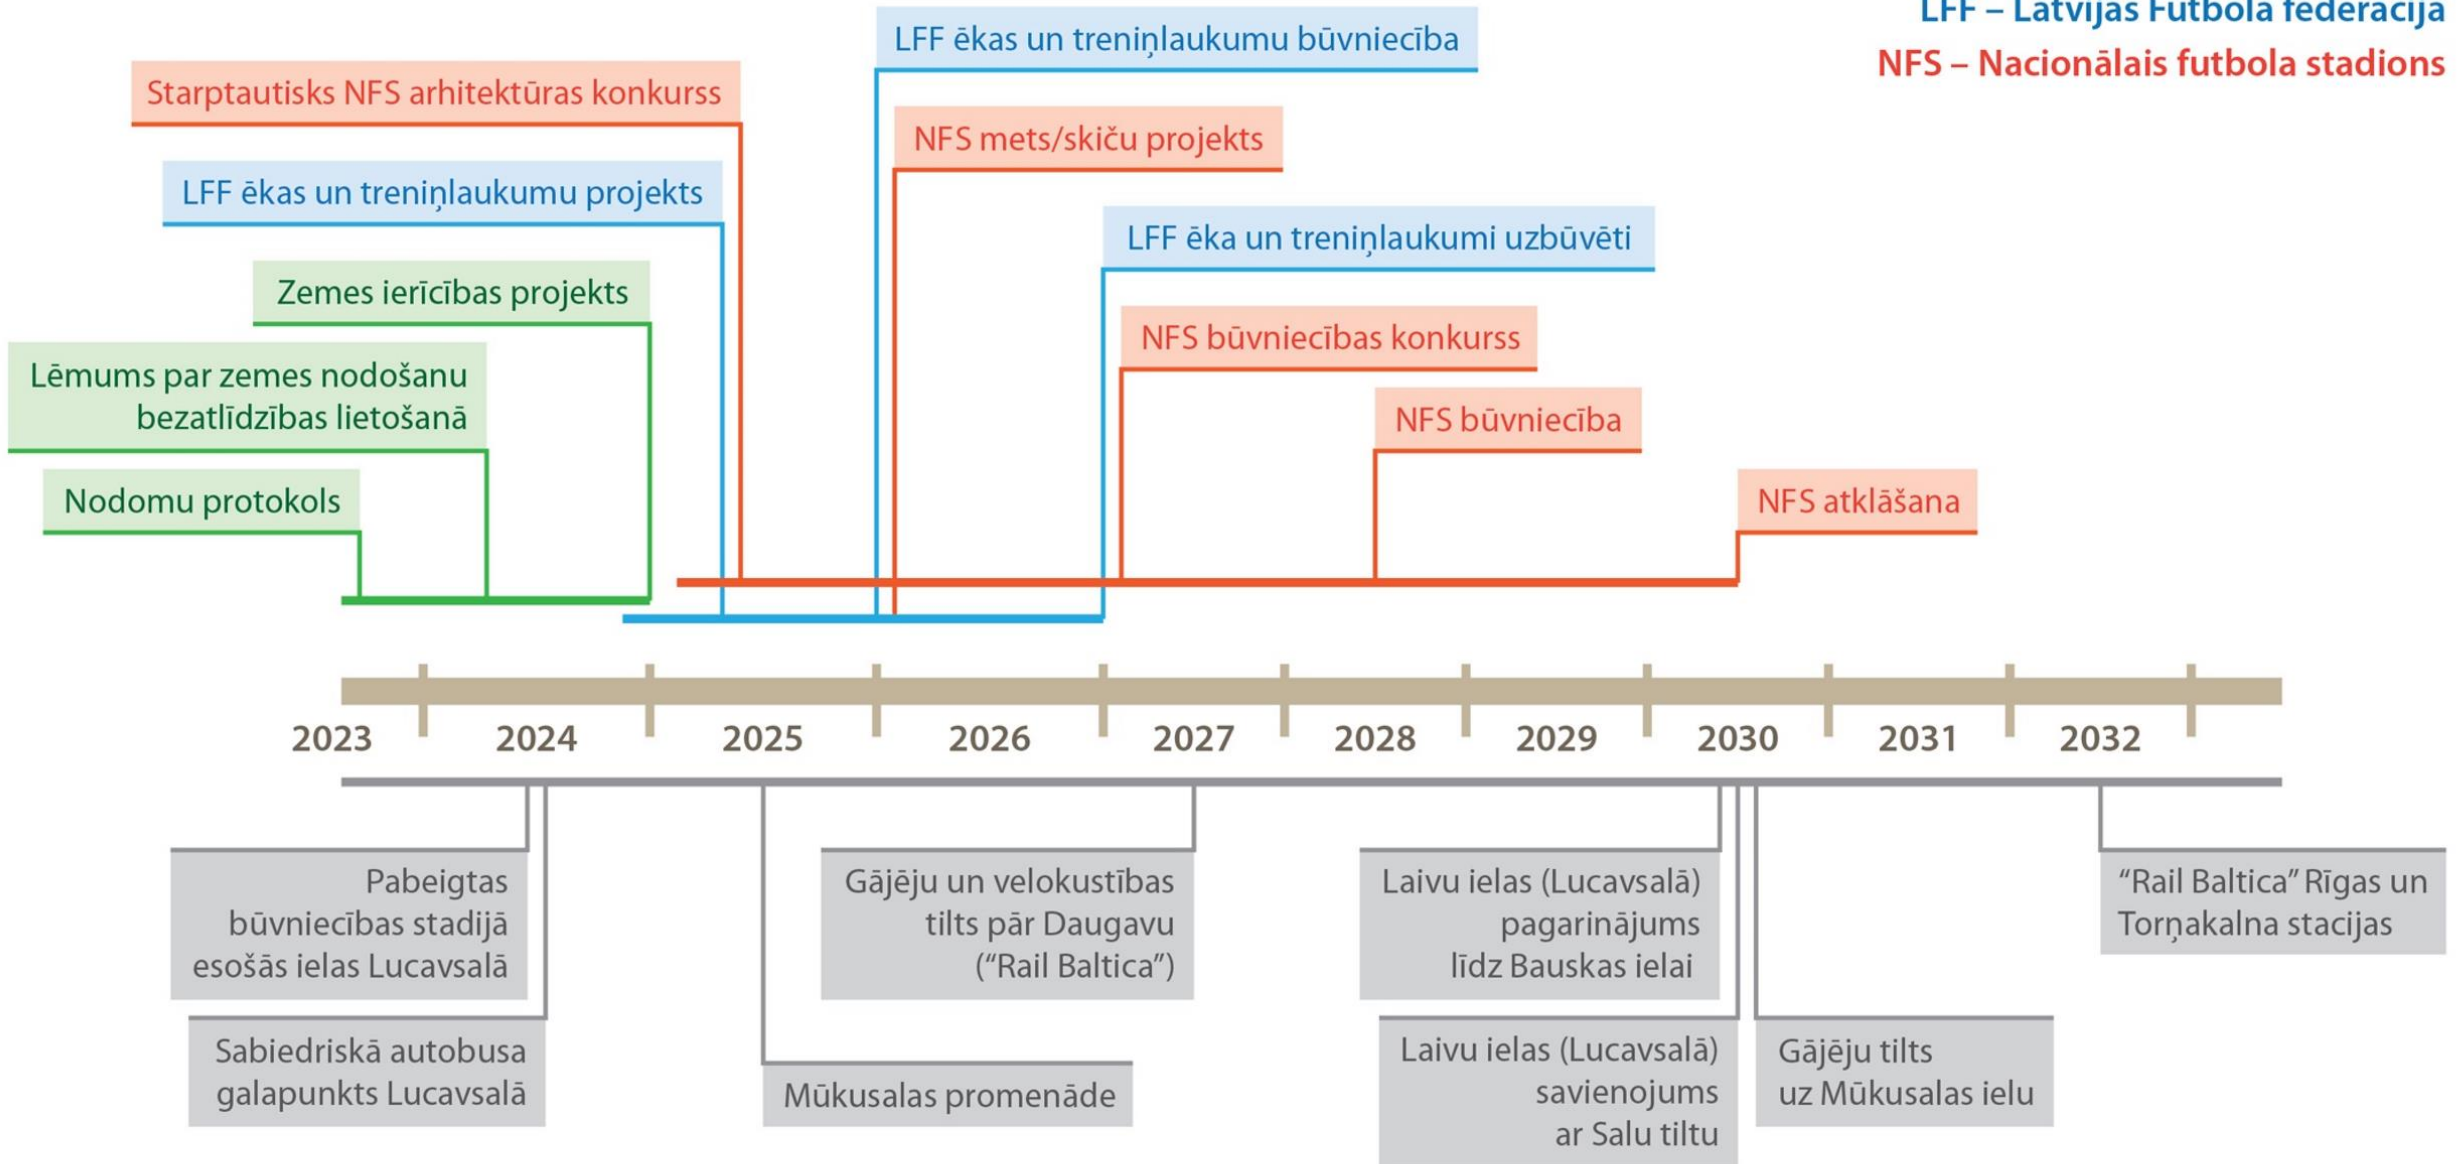 LFF – Latvijas Futbola federācija
NFS – Nacionālais futbola stadions
LFF ēkas un treniņlaukumu būvniecība
Starptautisks NFS arhitektūras konkurss
NFS mets/skiču projekts
LFF ēkas un treniņlaukumu projekts
LFF ēka un treniņlaukumi uzbūvēti
Zemes ierīcības projekts
NFS būvniecības konkurss
Lēmums par zemes nodošanu
bezatlīdzības lietošanā
NFS būvniecība
Nodomu protokols
NFS atklāšana
2023 2024 2025 2026 2027 2028 2029 2030 2031 2032
Pabeigtas
būvniecības stadijā
esošās ielas Lucavsalā
Gājēju un velokustības
tilts pār Daugavu
(“Rail Baltica”)
Laivu ielas (Lucavsalā)
pagarinājums
līdz Bauskas ielai
“Rail Baltica” Rīgas un
Torņakalna stacijas
Sabiedriskā autobusa
galapunkts Lucavsalā
Mūkusalas promenāde
Laivu ielas (Lucavsalā)
savienojums
ar Salu tiltu
Gājēju tilts
uz Mūkusalas ielu